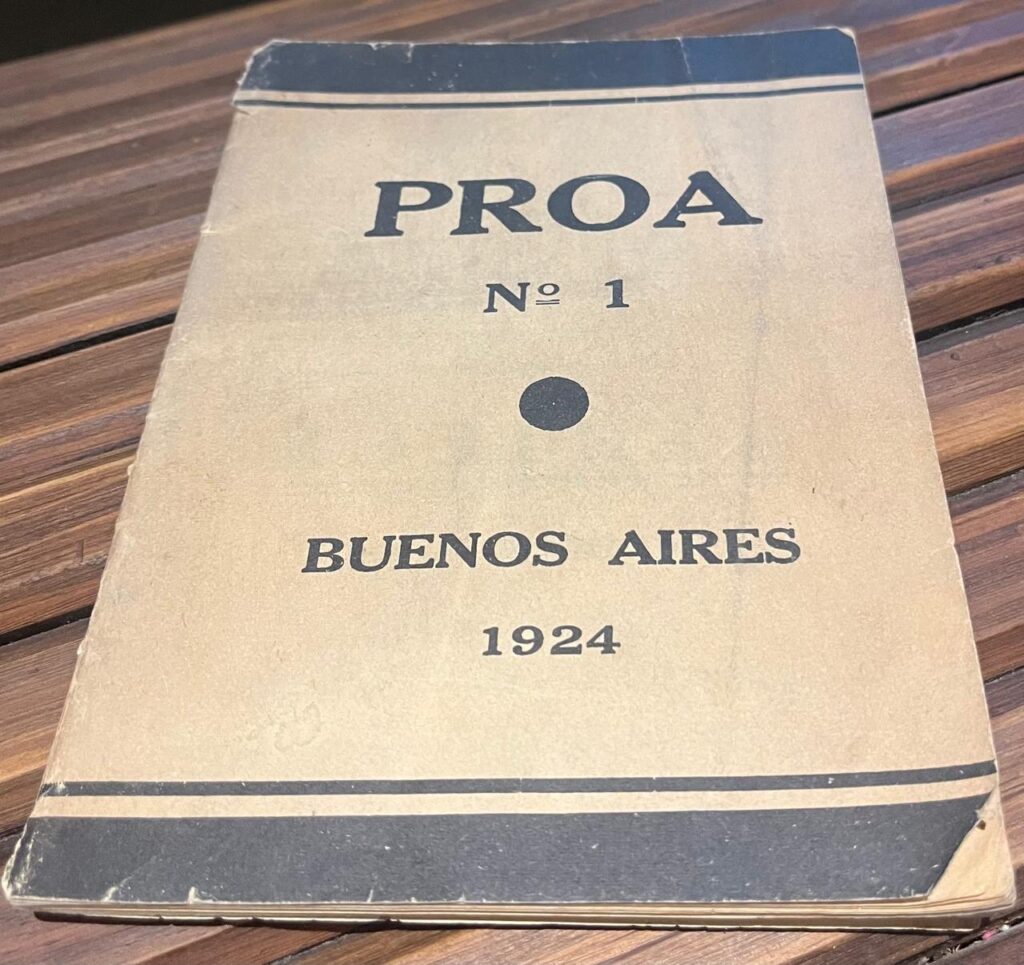 PROA
Nº 1
BUENOS AIRES
1924